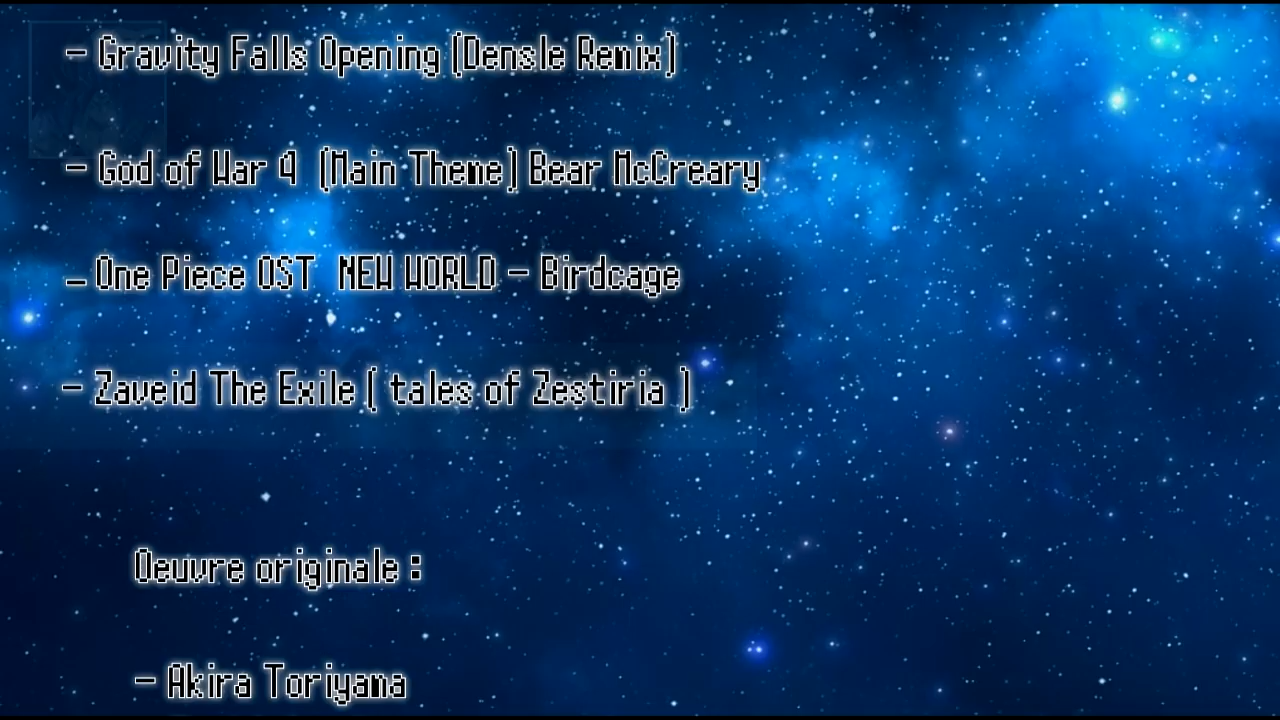 - Gravity Falls Opening (Densle Remix)
- God of War 4 (Main Theme) Bear McCreary
- One Piece OST NEW WORLD - Birdcage
- Zaveid The Exile ( tales of Zestiria )
Oeuvre originale :
- Akira Toriyama